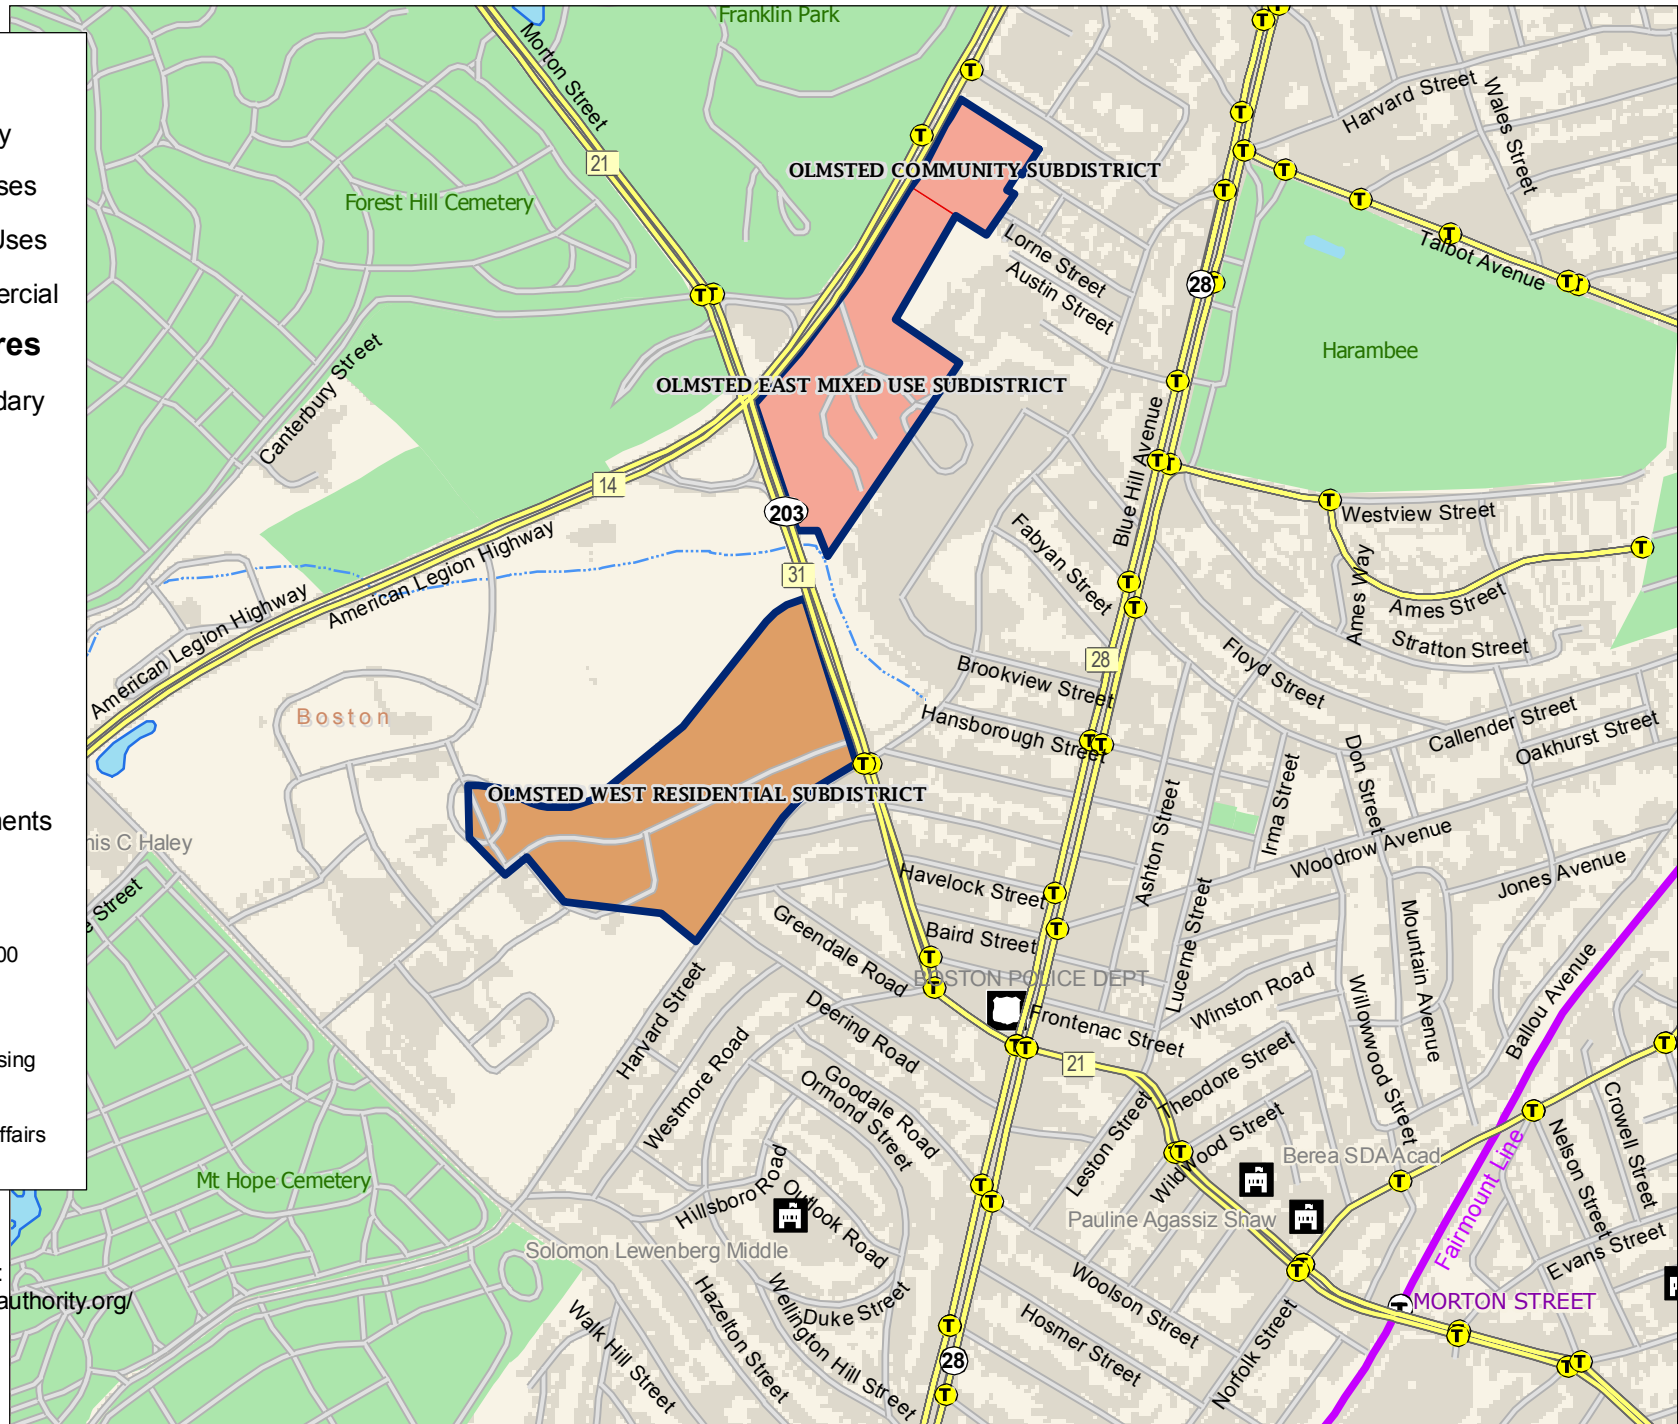 Franklin Park
Morton Street
Harvard Street
Wales Street
21
OLMSTED COMMUNITY SUBDISTRICT
Forest Hill Cemetery
Lorne Street
Austin Street
Talbot Avenue
28
ercial
res
dary
Harambee
Canterbury Street
OLMSTED EAST MIXED USE SUBDISTRICT
Blue Hill Avenue
14
203
Westview Street
American Legion Highway
American Legion Highway
Fabyan Street
Ames Way
31
Ames Street
Stratton Street
28
Floyd Street
Brookview Street
Hansborough Street
Boston
Callender Street
Oakhurst Street
Don Street
Irma Street
OLMSTED WEST RESIDENTIAL SUBDISTRICT
Ashton Street
Woodrow Avenue
ments
nis C Haley
Havelock Street
Jones Avenue
e Street
Greendale Road
Baird Street
Lucerne Street
Mountain Avenue
00
BOSTON POLICE DEPT
Winston Road
Willowwood Street
Ballou Avenue
Harvard Street
Deering Road
Frontenac Street
sing
21
Westmore Road
Goodale Road
Ormond Street
Theodore Street
Leston Street
Wildwood Street
Crowell Street
Nelson Street
ffairs
Mt Hope Cemetery
Berea SDA Acad
Hillsboro Road
Outlook Road
Pauline Agassiz Shaw
Fairmount Line
Solomon Lewenberg Middle
Evans Street
authority.org/
Woolson Street
MORTON STREET
Duke Street
Hosmer Street
Norfolk Street
Walk Hill Street
Hazelton Street
Wellington Hill Street
28